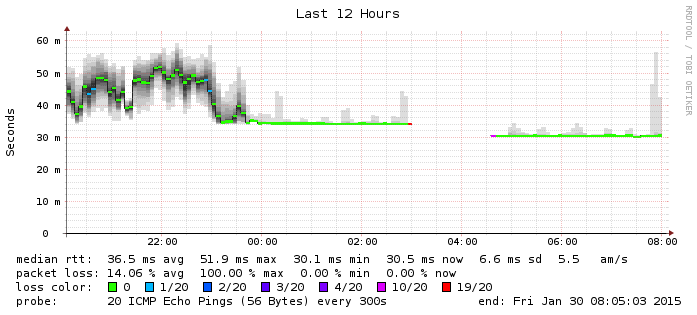 Last 12 Hours
RRDTOOL / TOBI OETIKER
Seconds
60 m
50 m
40 m
30 m
20 m
10 m
0
22:00 00:00 02:00 04:00 06:00 08:00
median rtt: 36.5 ms avg 51.9 ms max 30.1 ms min 30.5 ms now 6.6 ms sd 5.5 am/s
packet loss: 14.06 % avg 100.00 % max 0.00 % min 0.00 % now
loss color: 0 1/20 2/20 3/20 4/20 10/20 19/20
probe: 20 ICMP Echo Pings (56 Bytes) every 300s end: Fri Jan 30 08:05:03 2015